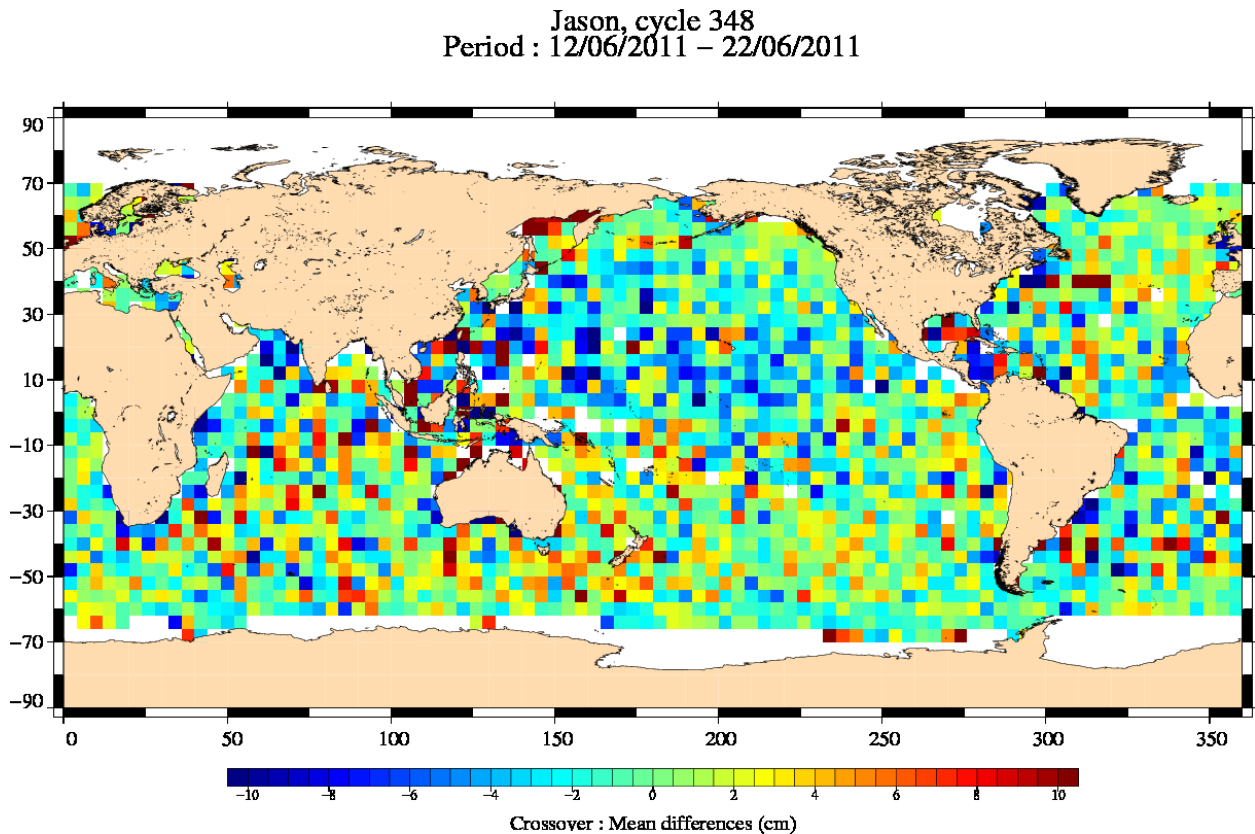 Jason, cycle 348
Period : 12/06/2011 − 22/06/2011
90
70
50
30
10
−10
−30
−50
−70
−90
0 50 100 150 200 250 300 350
−10 −8 −6 −4 −2 0 2 4 6 8 10
Crossover : Mean differences (cm)